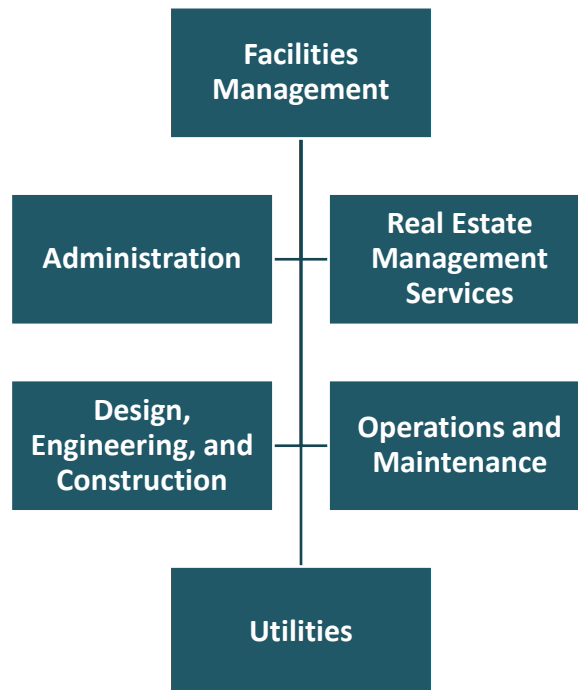 Facilities
Management
Administration
Real Estate
Management
Services
Design,
Engineering, and
Construction
Operations and
Maintenance
Utilities